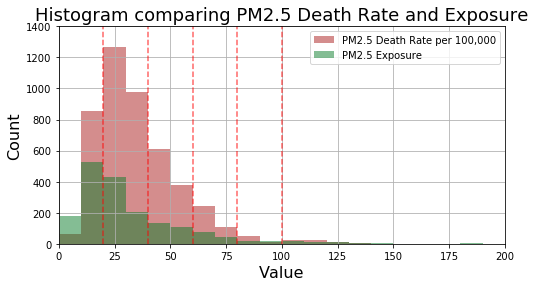 Histogram comparing PM2.5 Death Rate and Exposure
PM2.5 Death Rate per 100,000
PM2.5 Exposure
Count
1400
1200
1000
800
600
400
200
0
0 25 50 75 100 125 150 175 200
Value